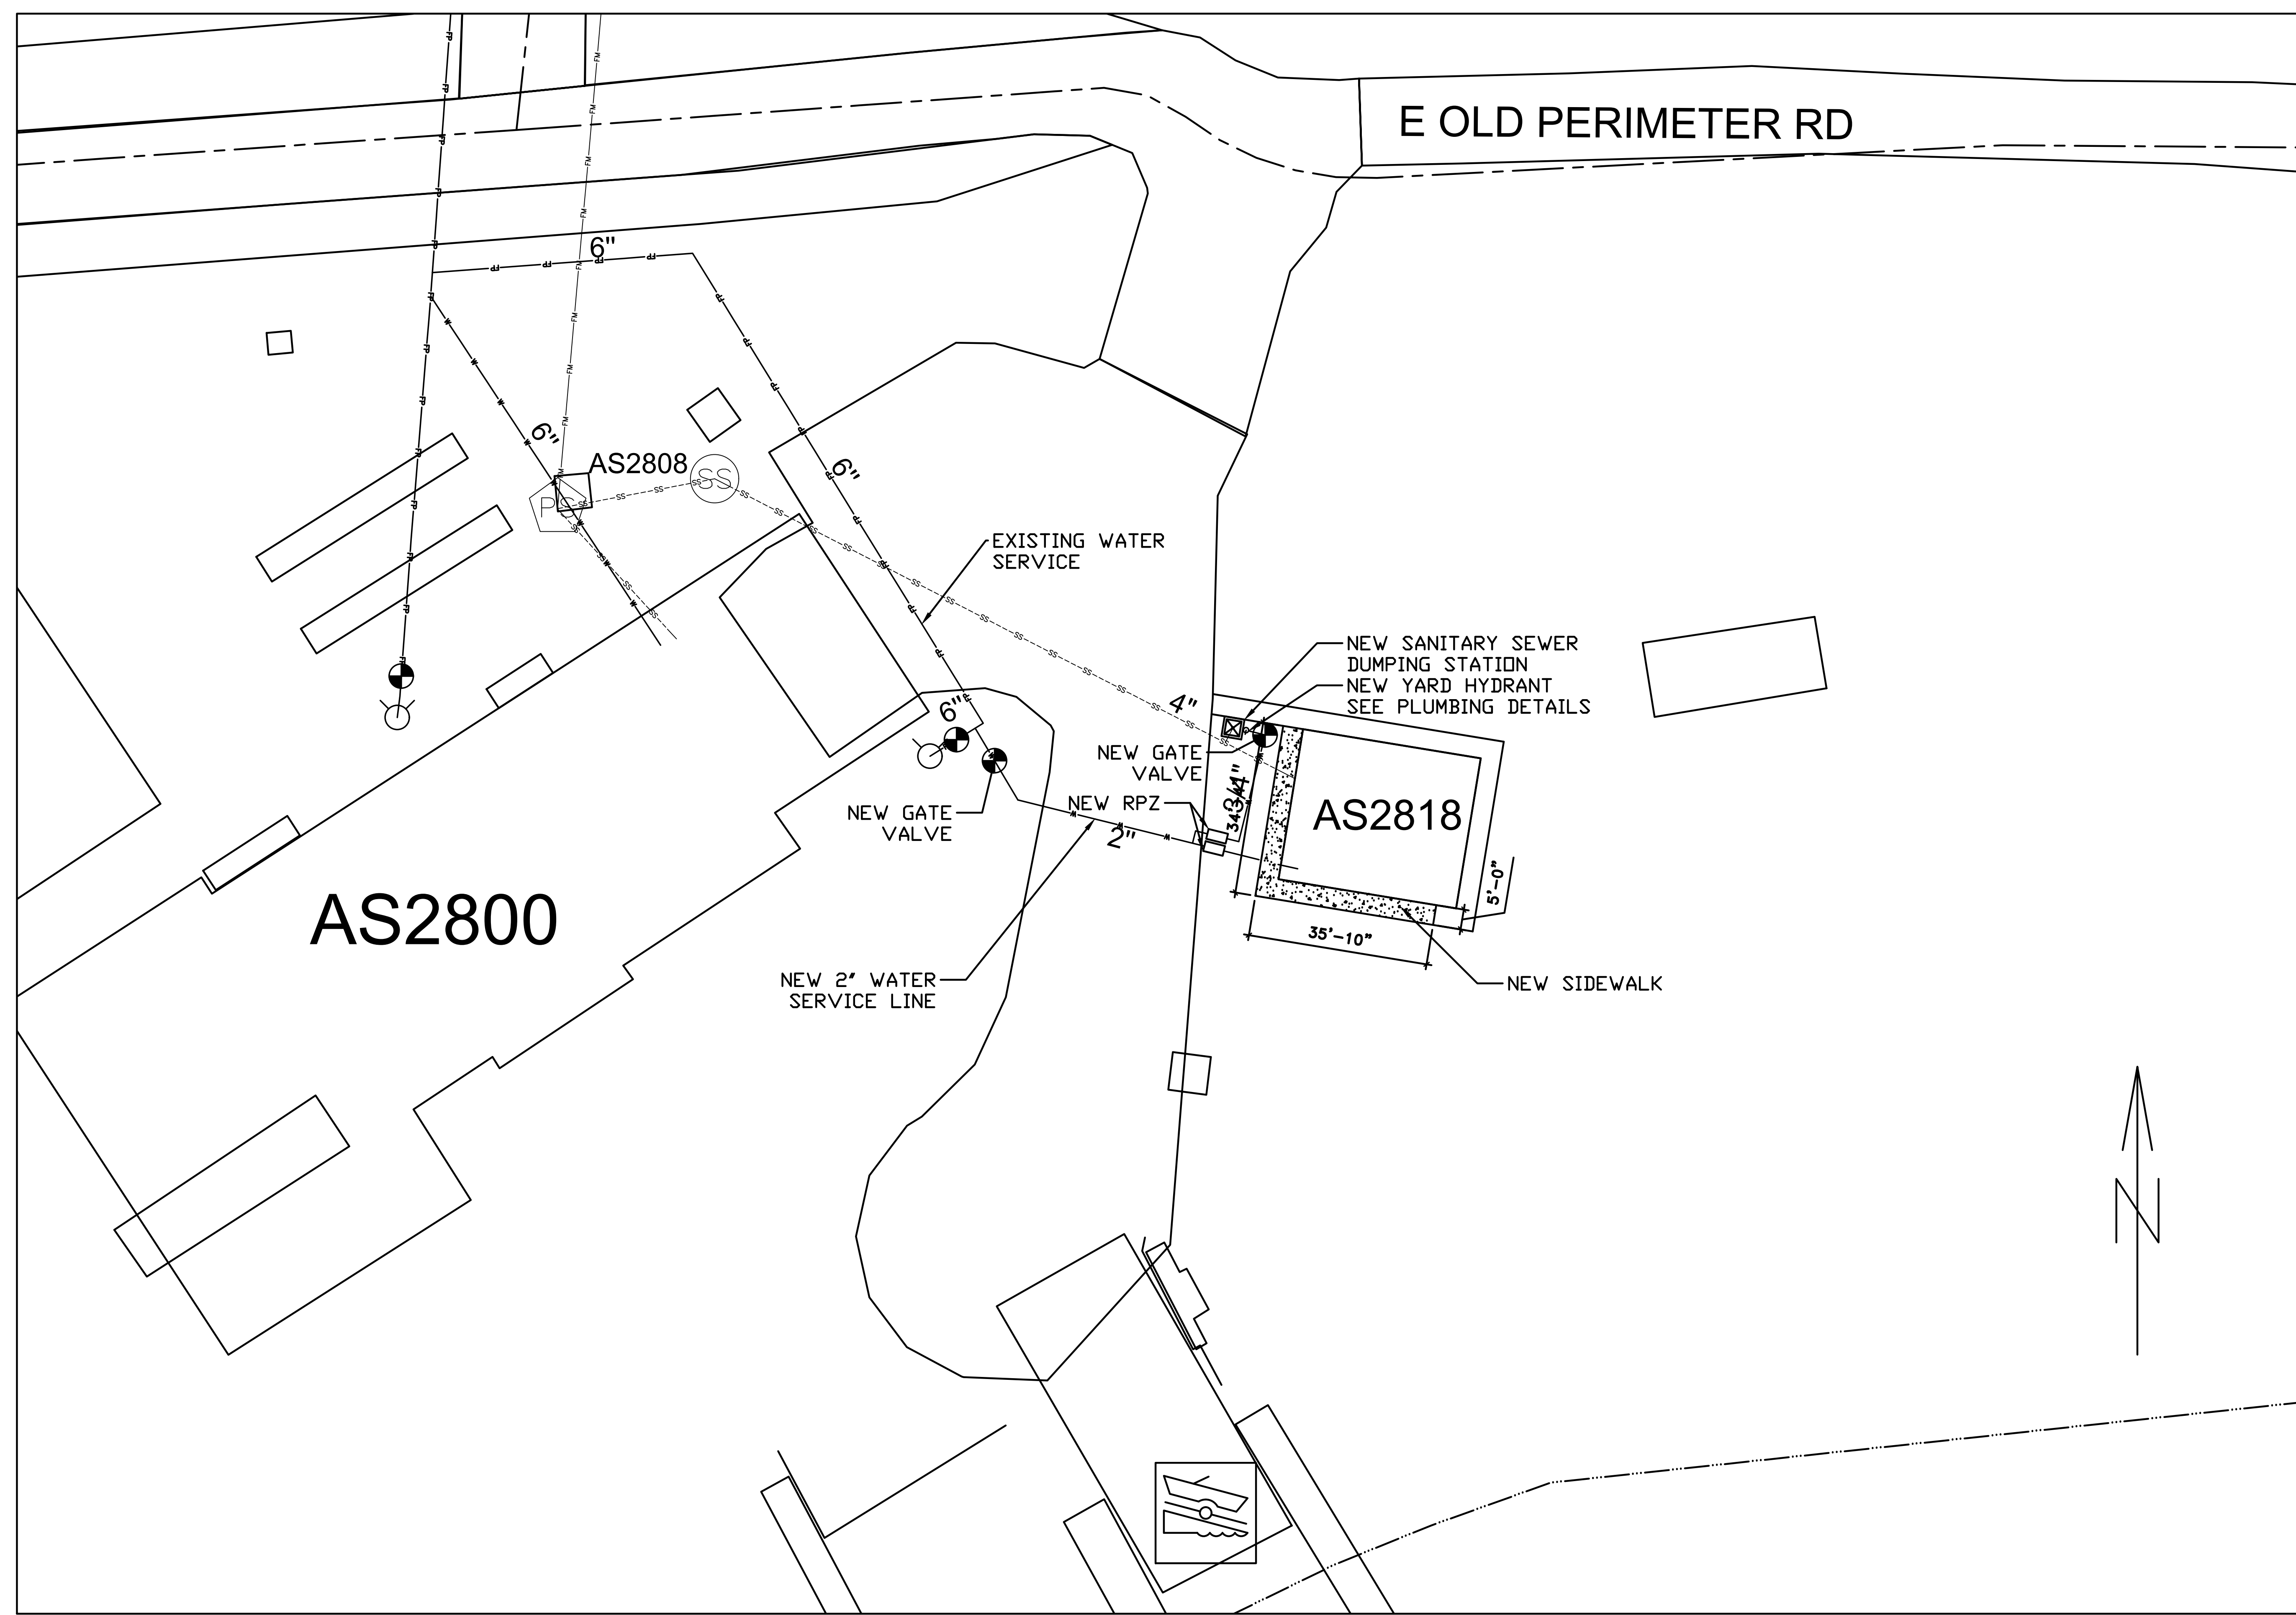 E OLD PERIMETER RD
6"
6"
AS2808
SS
PS
6"
EXISTING WATER
SERVICE
NEW SANITARY SEWER
DUMPING STATION
NEW YARD HYDRANT
SEE PLUMBING DETAILS
4"
6"
NEW GATE
VALVE
NEW RPZ
3/4"
NEW GATE
VALVE
2"
AS2818
5'-0"
35'-10"
AS2800
NEW 2" WATER
SERVICE LINE
NEW SIDEWALK
N